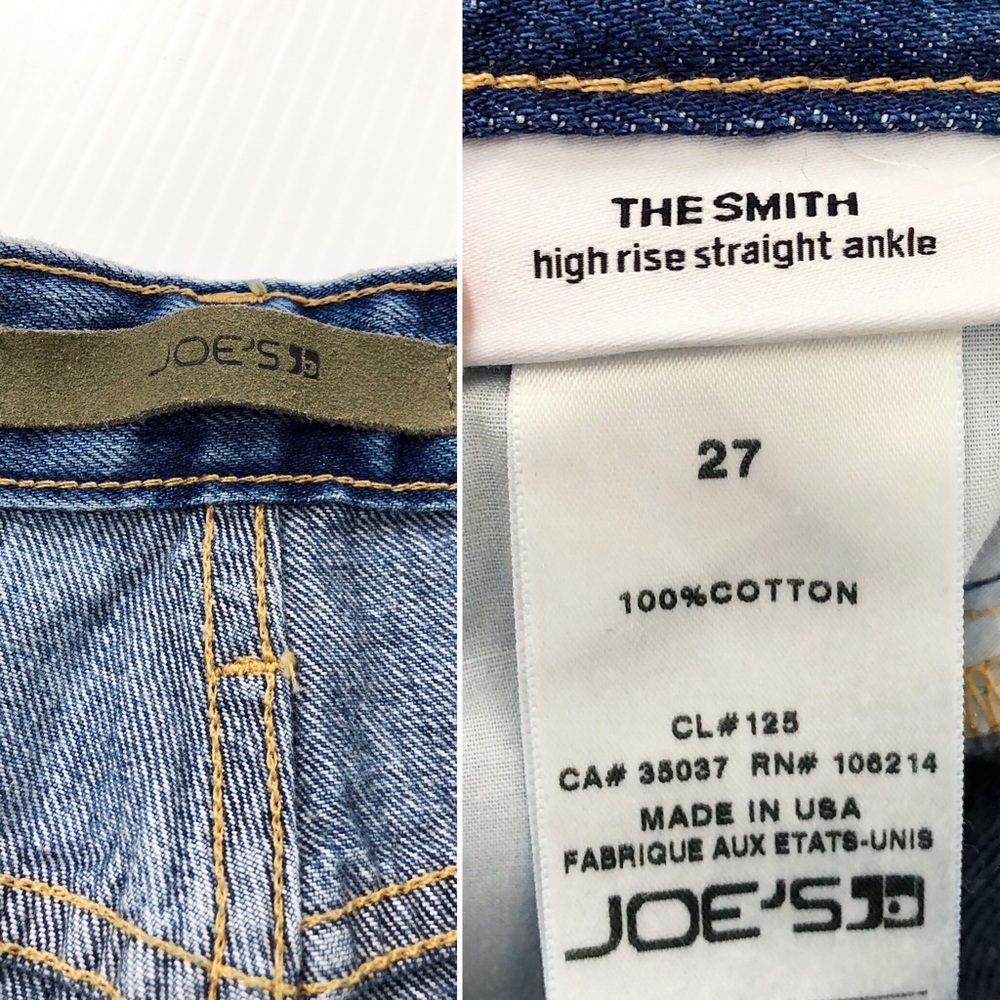 JOE'S
THE SMITH
high rise straight ankle
27
100%COTTON
CL#125
CA# 35037 RN# 106214
MADE IN USA
FABRIQUE AUX ETATS-UNIS
JOE'S